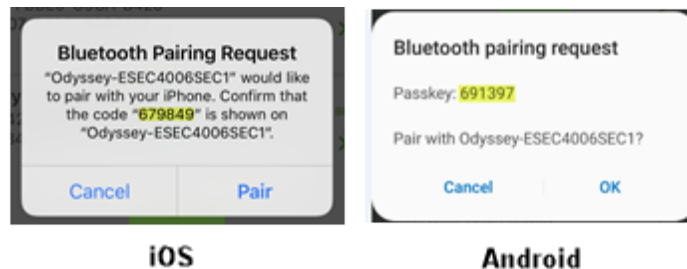 Bluetooth Pairing Request
"Odyssey-ESEC4006SEC1" would like
to pair with your iPhone. Confirm that
the code "679849" is shown on
"Odyssey-ESEC4006SEC1".
Cancel
Pair
iOS
Bluetooth pairing request
Passkey: 691397
Pair with Odyssey-ESEC4006SEC1?
Cancel
OK
Android